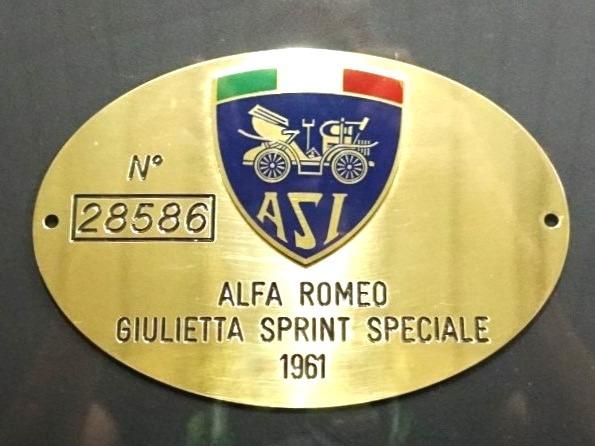 N°
28586
ASI
ALFA ROMEO
GIULIETTA SPRINT SPECIALE
1961